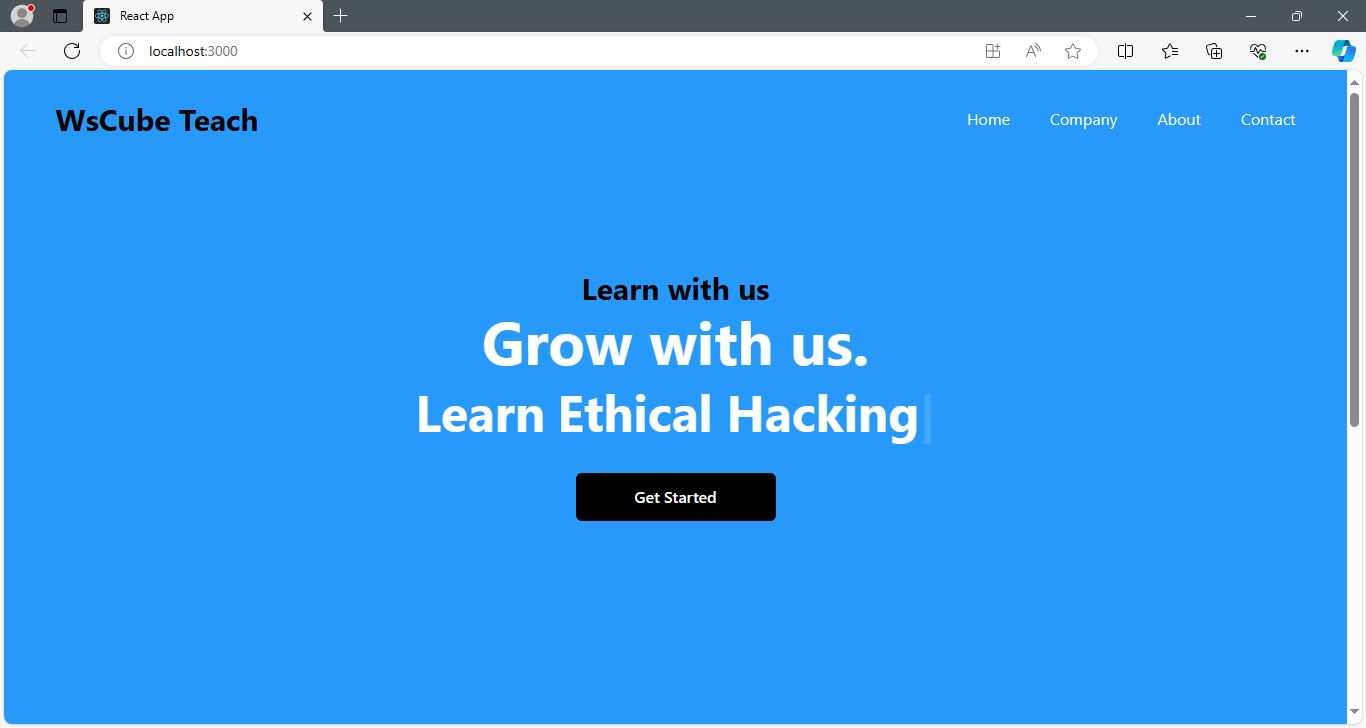 React App
localhost:3000
WsCube Teach
Home Company About Contact
Learn with us
Grow with us.
Learn Ethical Hacking
Get Started